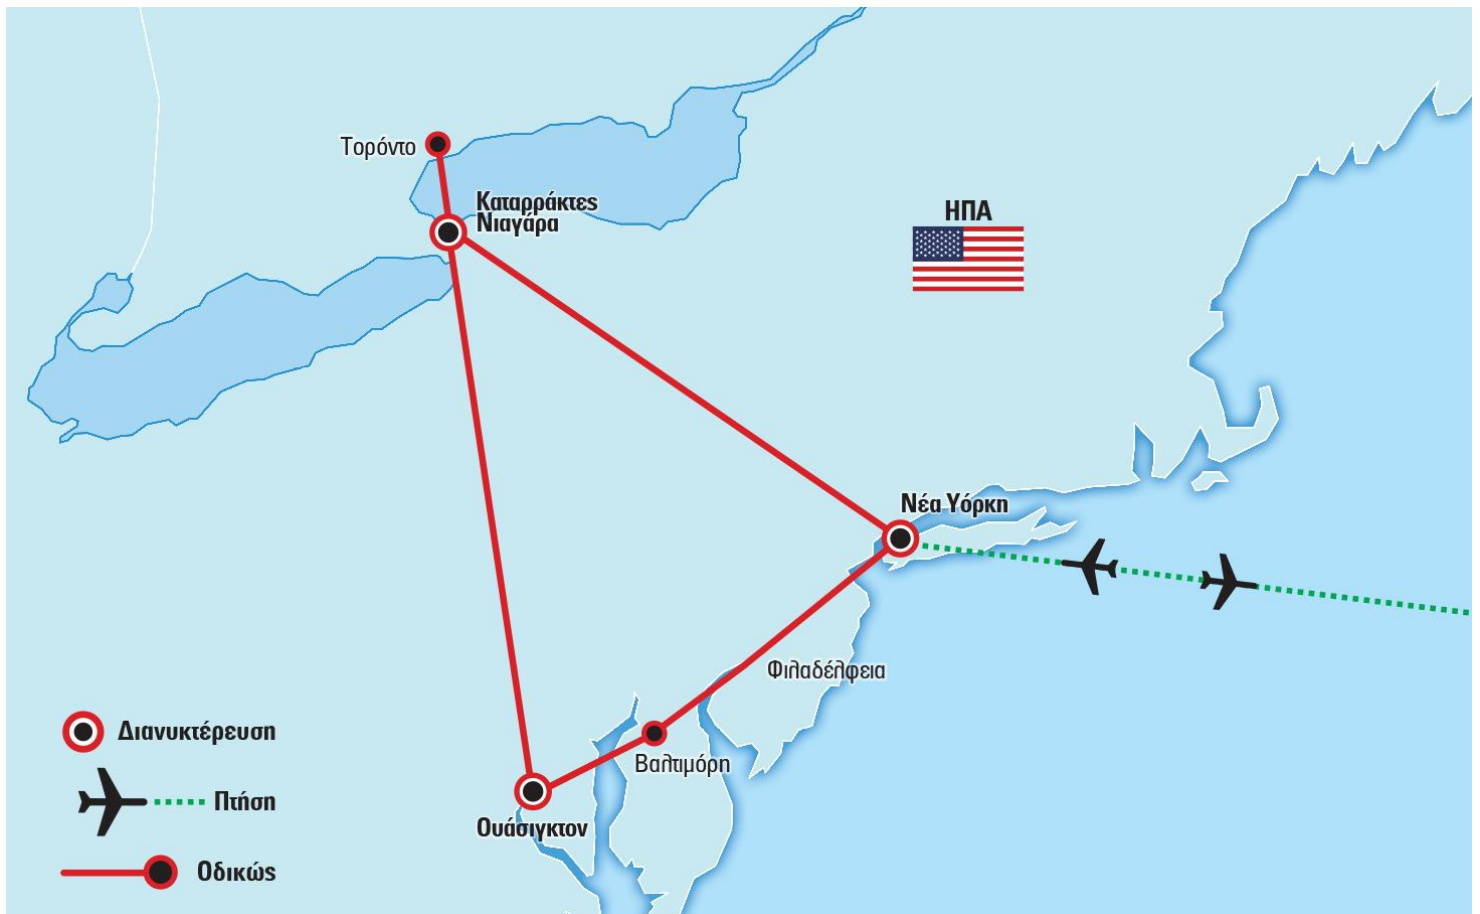 Τορόντο
Καταρράκτες
Νιαγάρα
ΗΠΑ
Νέα Υόρκη
Φιλαδέλφεια
Βαλτιμόρη
Ουάσιγκτον
Διανυκτέρευση
Πτήση
Οδικώς